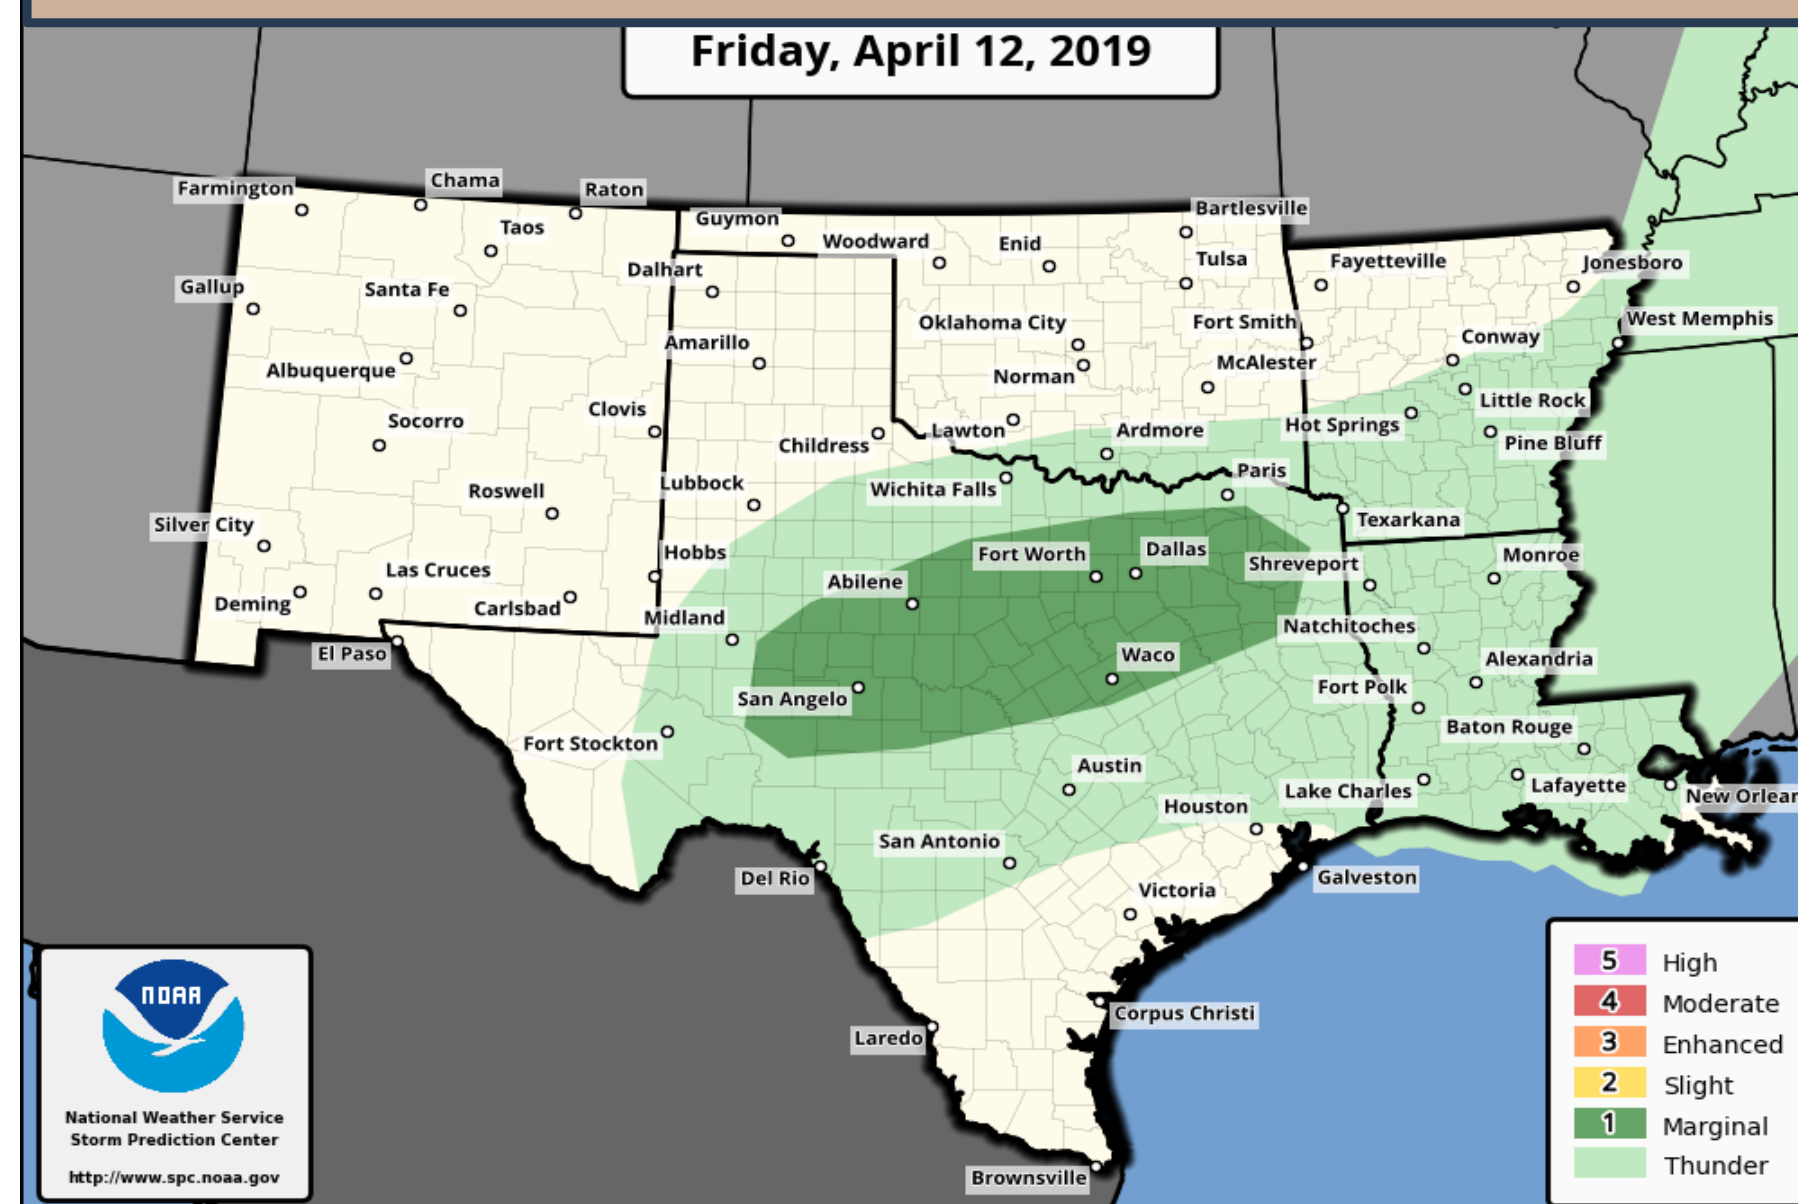 Friday, April 12, 2019
Farmington
Chama
Raton
Taos
Guymon
Bartlesville
Woodward
Enid
Gallup
Santa Fe
Dalhart
Tulsa
Fayetteville
Jonesboro
Oklahoma City
Fort Smith
West Memphis
Albuquerque
Amarillo
Norman
McAlester
Conway
Socorro
Clovis
Childress
Lawton
Ardmore
Hot Springs
Little Rock
Pine Bluff
Roswell
Lubbock
Wichita Falls
Paris
Silver City
Texarkana
Las Cruces
Hobbs
Fort Worth
Dallas
Shreveport
Monroe
Deming
Carlsbad
Abilene
Midland
El Paso
Natchitoches
Waco
Alexandria
San Angelo
Fort Polk
Fort Stockton
Baton Rouge
Austin
Lake Charles
Lafayette
New Orlean
Houston
San Antonio
Del Rio
Galveston
Victoria
Corpus Christi
Laredo
Brownsville
NOAA
National Weather Service
Storm Prediction Center
http://www.spc.noaa.gov
5 High
4 Moderate
3 Enhanced
2 Slight
1 Marginal
Thunder